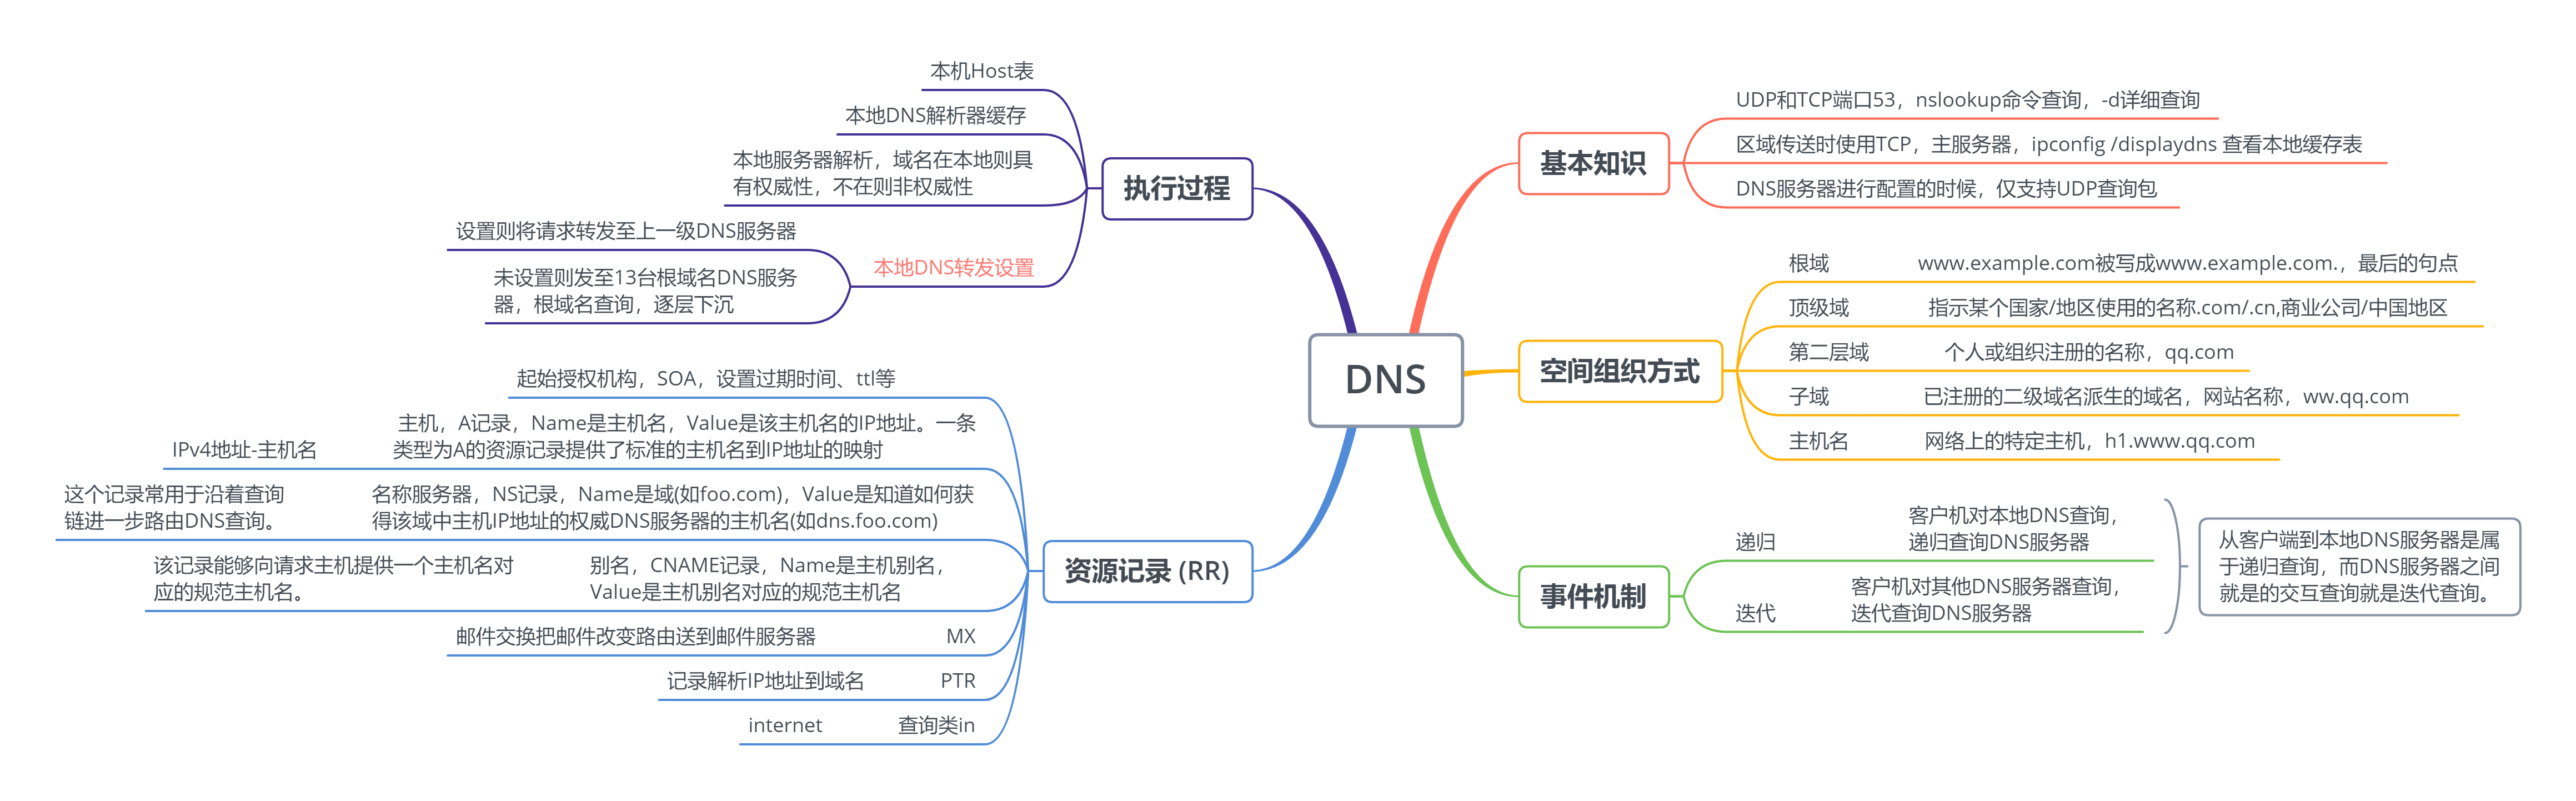 DNS
基本知识
UDP和TCP端口53，nslookup命令查询，-d详细查询
区域传送时使用TCP，主服务器，ipconfig /displaydns 查看本地缓存表
DNS服务器进行配置的时候，仅支持UDP查询包
空间组织方式
根域 www.example.com被写成www.example.com.，最后的句点
顶级域 指示某个国家/地区使用的名称.com/.cn,商业公司/中国地区
第二层域 个人或组织注册的名称，qq.com
子域 已注册的二级域名派生的域名，网站名称，ww.qq.com
主机名 网络上的特定主机，h1.www.qq.com
事件机制
递归
客户机对本地DNS查询，
递归查询DNS服务器
迭代
客户机对其他DNS服务器查询，
迭代查询DNS服务器
从客户端到本地DNS服务器是属
于递归查询，而DNS服务器之间
就是的交互查询就是迭代查询。
执行过程
本机Host表
本地DNS解析器缓存
本地服务器解析，域名在本地则具
有权威性，不在则非权威性
本地DNS转发设置
设置则将请求转发至上一级DNS服务器
未设置则发至13台根域名DNS服务
器，根域名查询，逐层下沉
资源记录 (RR)
起始授权机构，SOA，设置过期时间、ttl等
主机，A记录，Name是主机名，Value是该主机名的IP地址。一条
类型为A的资源记录提供了标准的主机名到IP地址的映射
IPv4地址-主机名
名称服务器，NS记录，Name是域(如foo.com)，Value是知道如何获
得该域中主机IP地址的权威DNS服务器的主机名(如dns.foo.com)
这个记录常用于沿着查询
链进一步路由DNS查询。
别名，CNAME记录，Name是主机别名，
Value是主机别名对应的规范主机名
该记录能够向请求主机提供一个主机名对
应的规范主机名。
MX
邮件交换把邮件改变路由送到邮件服务器
PTR
记录解析IP地址到域名
查询类in
internet